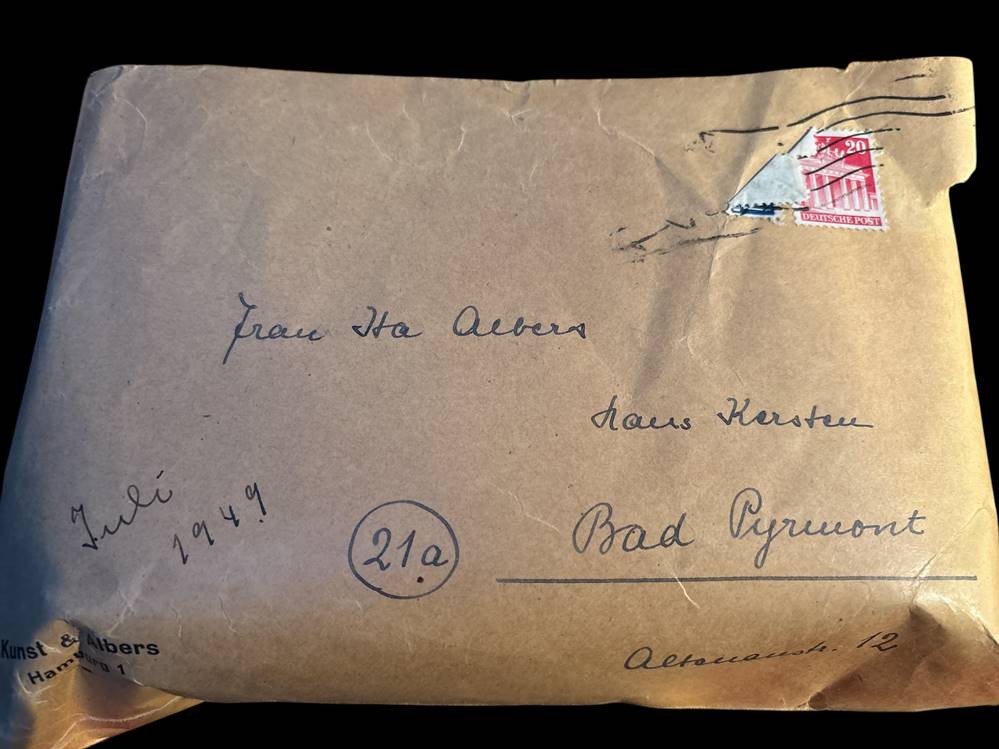 20
DEUTSCHE POST
Frau Ita Albers
Haus Kersten
Juli
1949
21a
Bad Pyrmont
Kunst & Albers
Hamburg 1
Altenaustr. 12